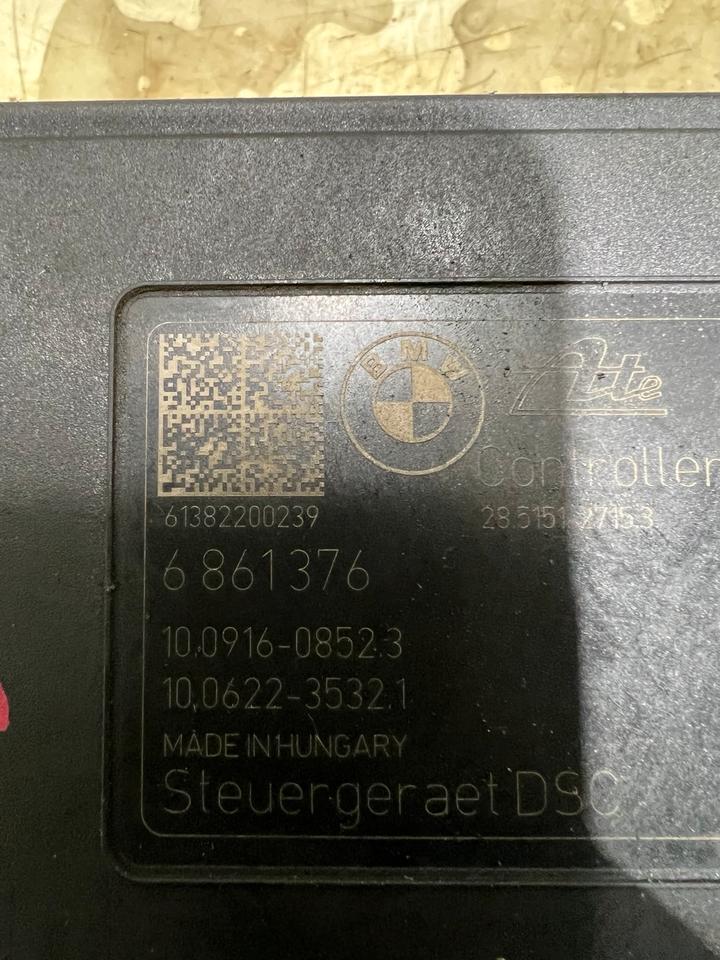 BMW
Ate
Controller
61382200239
28.5151-2715.3
6 861 376
10.0916-0852.3
10.0622-3532.1
MADE IN HUNGARY
Steuergeraet DSC